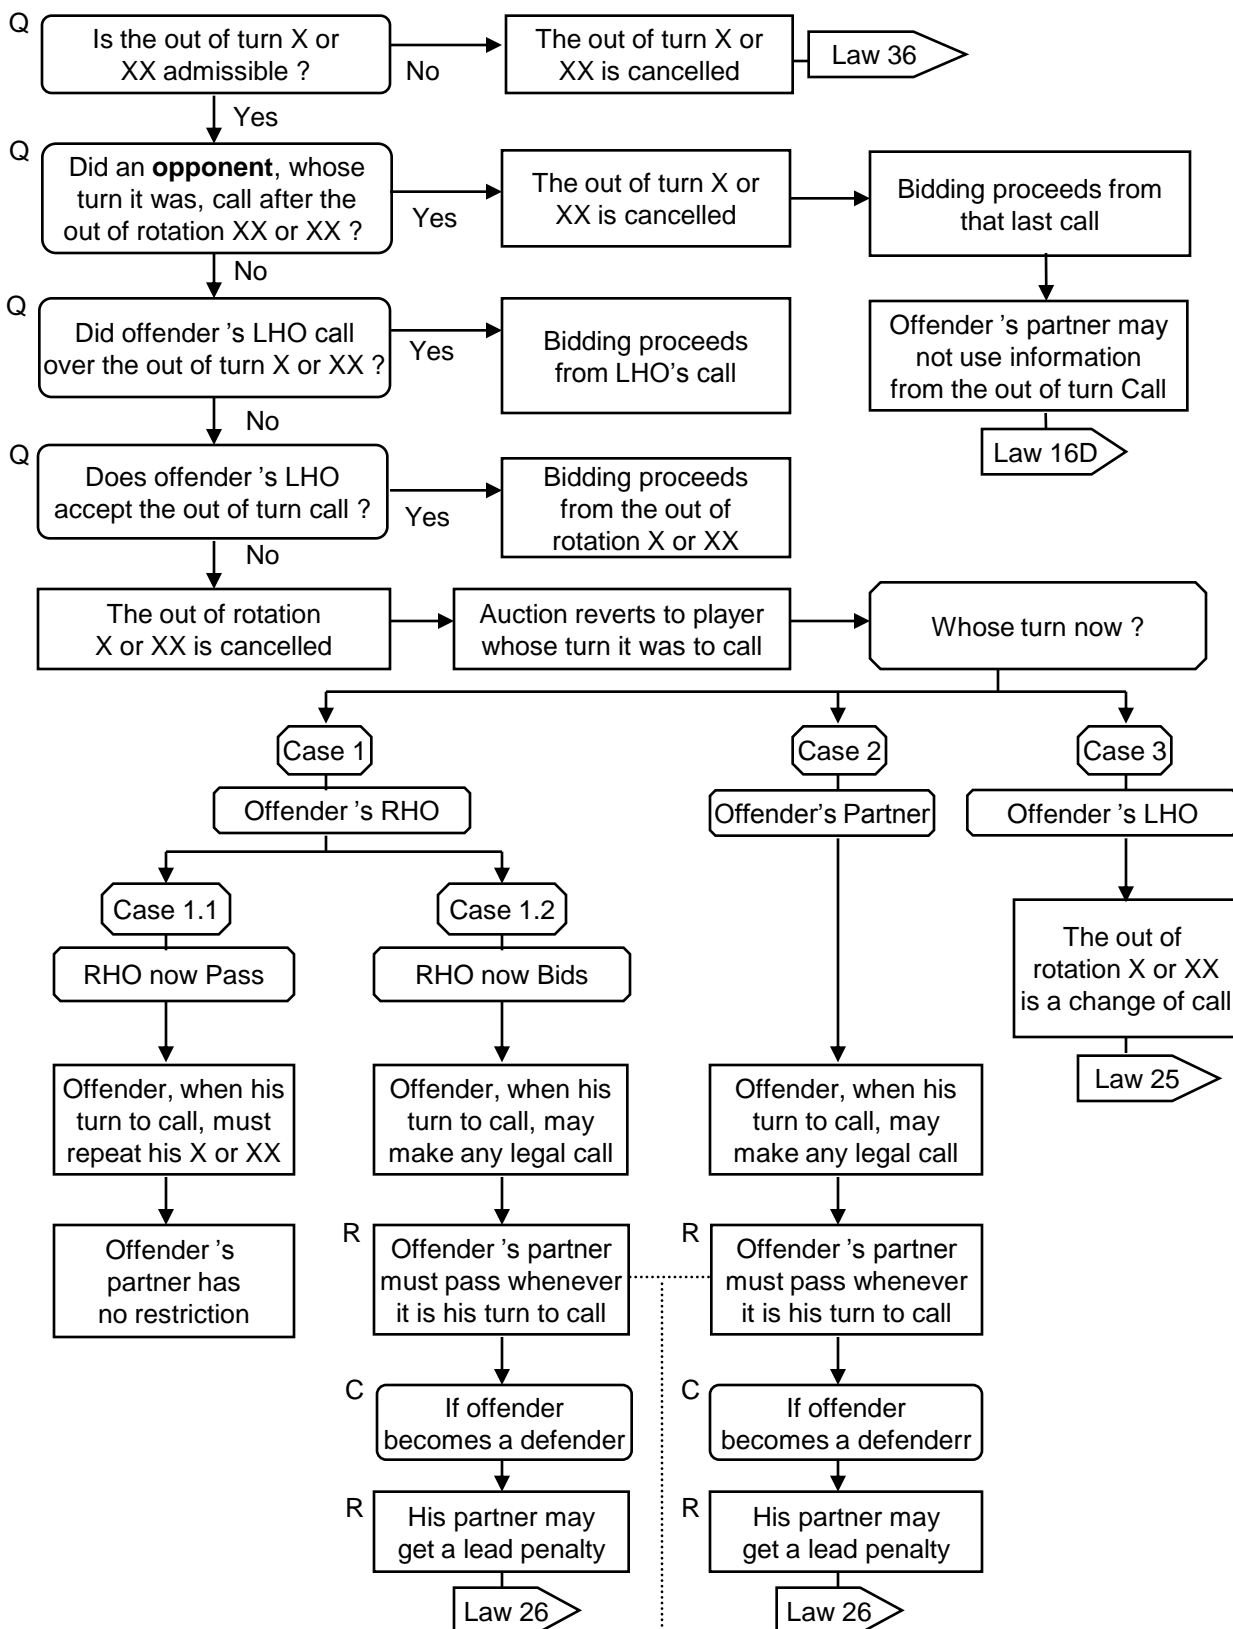 Q
Is the out of turn X or
XX admissible ?
No
The out of turn X or
XX is cancelled
Law 36
Yes
Q
Did an opponent, whose
turn it was, call after the
out of rotation XX or XX ?
Yes
The out of turn X or
XX is cancelled
Bidding proceeds from
that last call
No
Offender 's partner may
not use information
from the out of turn Call
Law 16D
Q
Did offender 's LHO call
over the out of turn X or XX ?
Yes
Bidding proceeds
from LHO's call
No
Q
Does offender 's LHO
accept the out of turn call ?
Yes
Bidding proceeds
from the out of
rotation X or XX
No
The out of rotation
X or XX is cancelled
Auction reverts to player
whose turn it was to call
Whose turn now ?
Case 1
Case 2
Case 3
Offender 's RHO
Offender's Partner
Offender 's LHO
Case 1.1
Case 1.2
RHO now Pass
RHO now Bids
The out of
rotation X or XX
is a change of call
Law 25
Offender, when his
turn to call, must
repeat his X or XX
Offender, when his
turn to call, may
make any legal call
Offender, when his
turn to call, may
make any legal call
Offender 's
partner has
no restriction
R
Offender 's partner
must pass whenever
it is his turn to call
R
Offender 's partner
must pass whenever
it is his turn to call
C
If offender
becomes a defender
C
If offender
becomes a defenderr
R
His partner may
get a lead penalty
R
His partner may
get a lead penalty
Law 26
Law 26